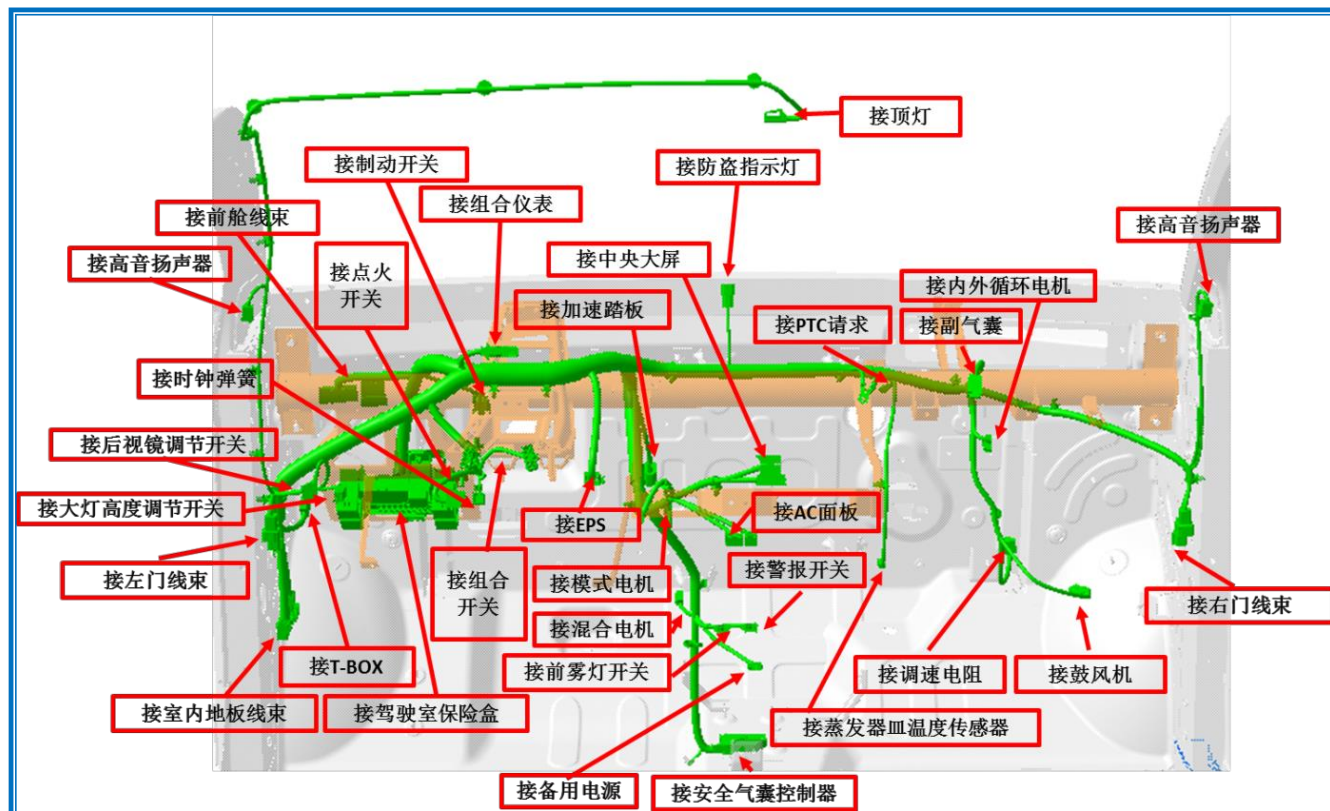 接顶灯
接制动开关
接防盗指示灯
接组合仪表
接前舱线束
接高音扬声器
接高音扬声器
接点火
开关
接中央大屏
接内外循环电机
接加速踏板
接PTC请求
接副气囊
接时钟弹簧
接后视镜调节开关
接大灯高度调节开关
接EPS
接AC面板
接左门线束
接组合
开关
接模式电机
接警报开关
接右门线束
接混合电机
接T-BOX
接前雾灯开关
接调速电阻
接鼓风机
接室内地板线束
接驾驶室保险盒
接蒸发器皿温度传感器
接备用电源
接安全气囊控制器